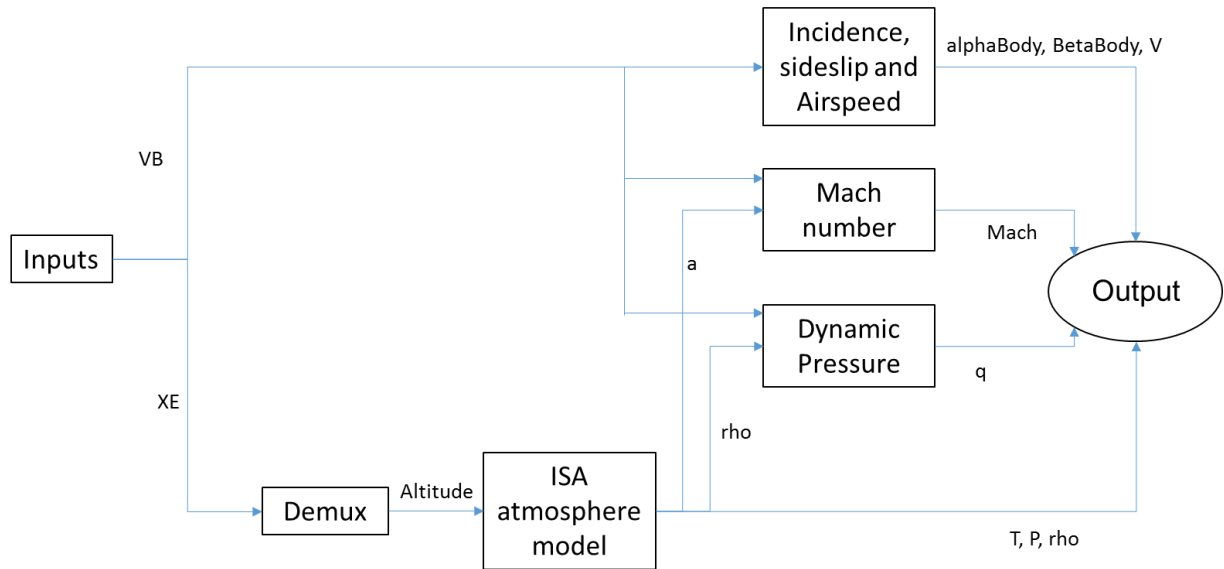 Incidence,
sideslip and
Airspeed
alphaBody, BetaBody, V
VB
Mach
number
Mach
Inputs
a
Output
Dynamic
Pressure
q
XE
rho
ISA
atmosphere
model
Altitude
Demux
T, P, rho